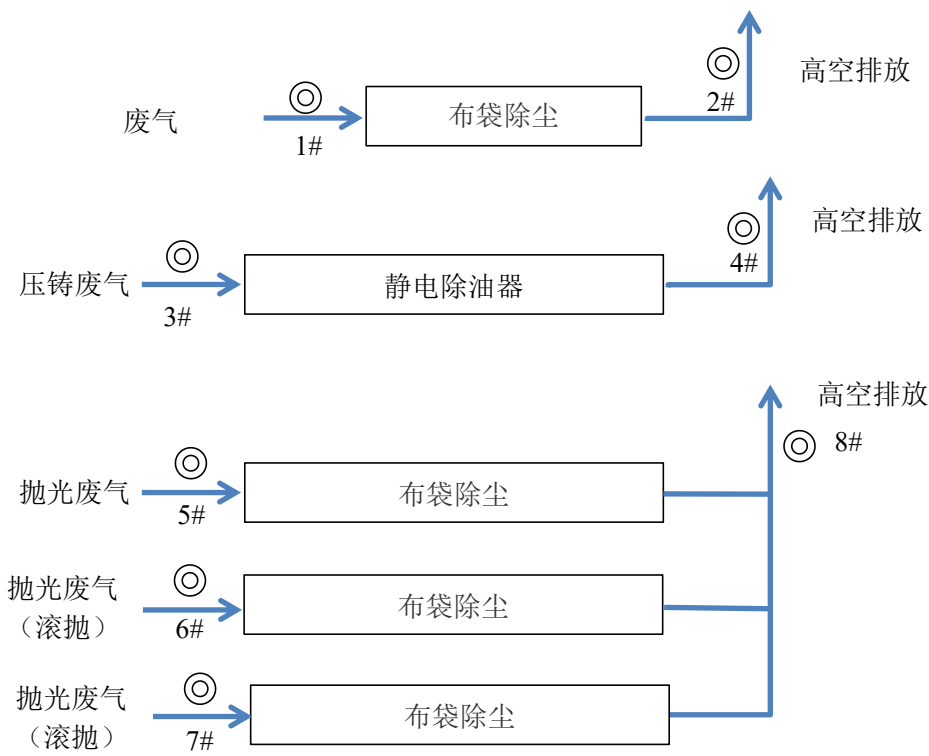 高空排放
2#
布袋除尘
废气
1#
高空排放
4#
压铸废气
静电除油器
3#
高空排放
8#
抛光废气
布袋除尘
5#
抛光废气
（滚抛）
布袋除尘
6#
抛光废气
（滚抛）
布袋除尘
7#